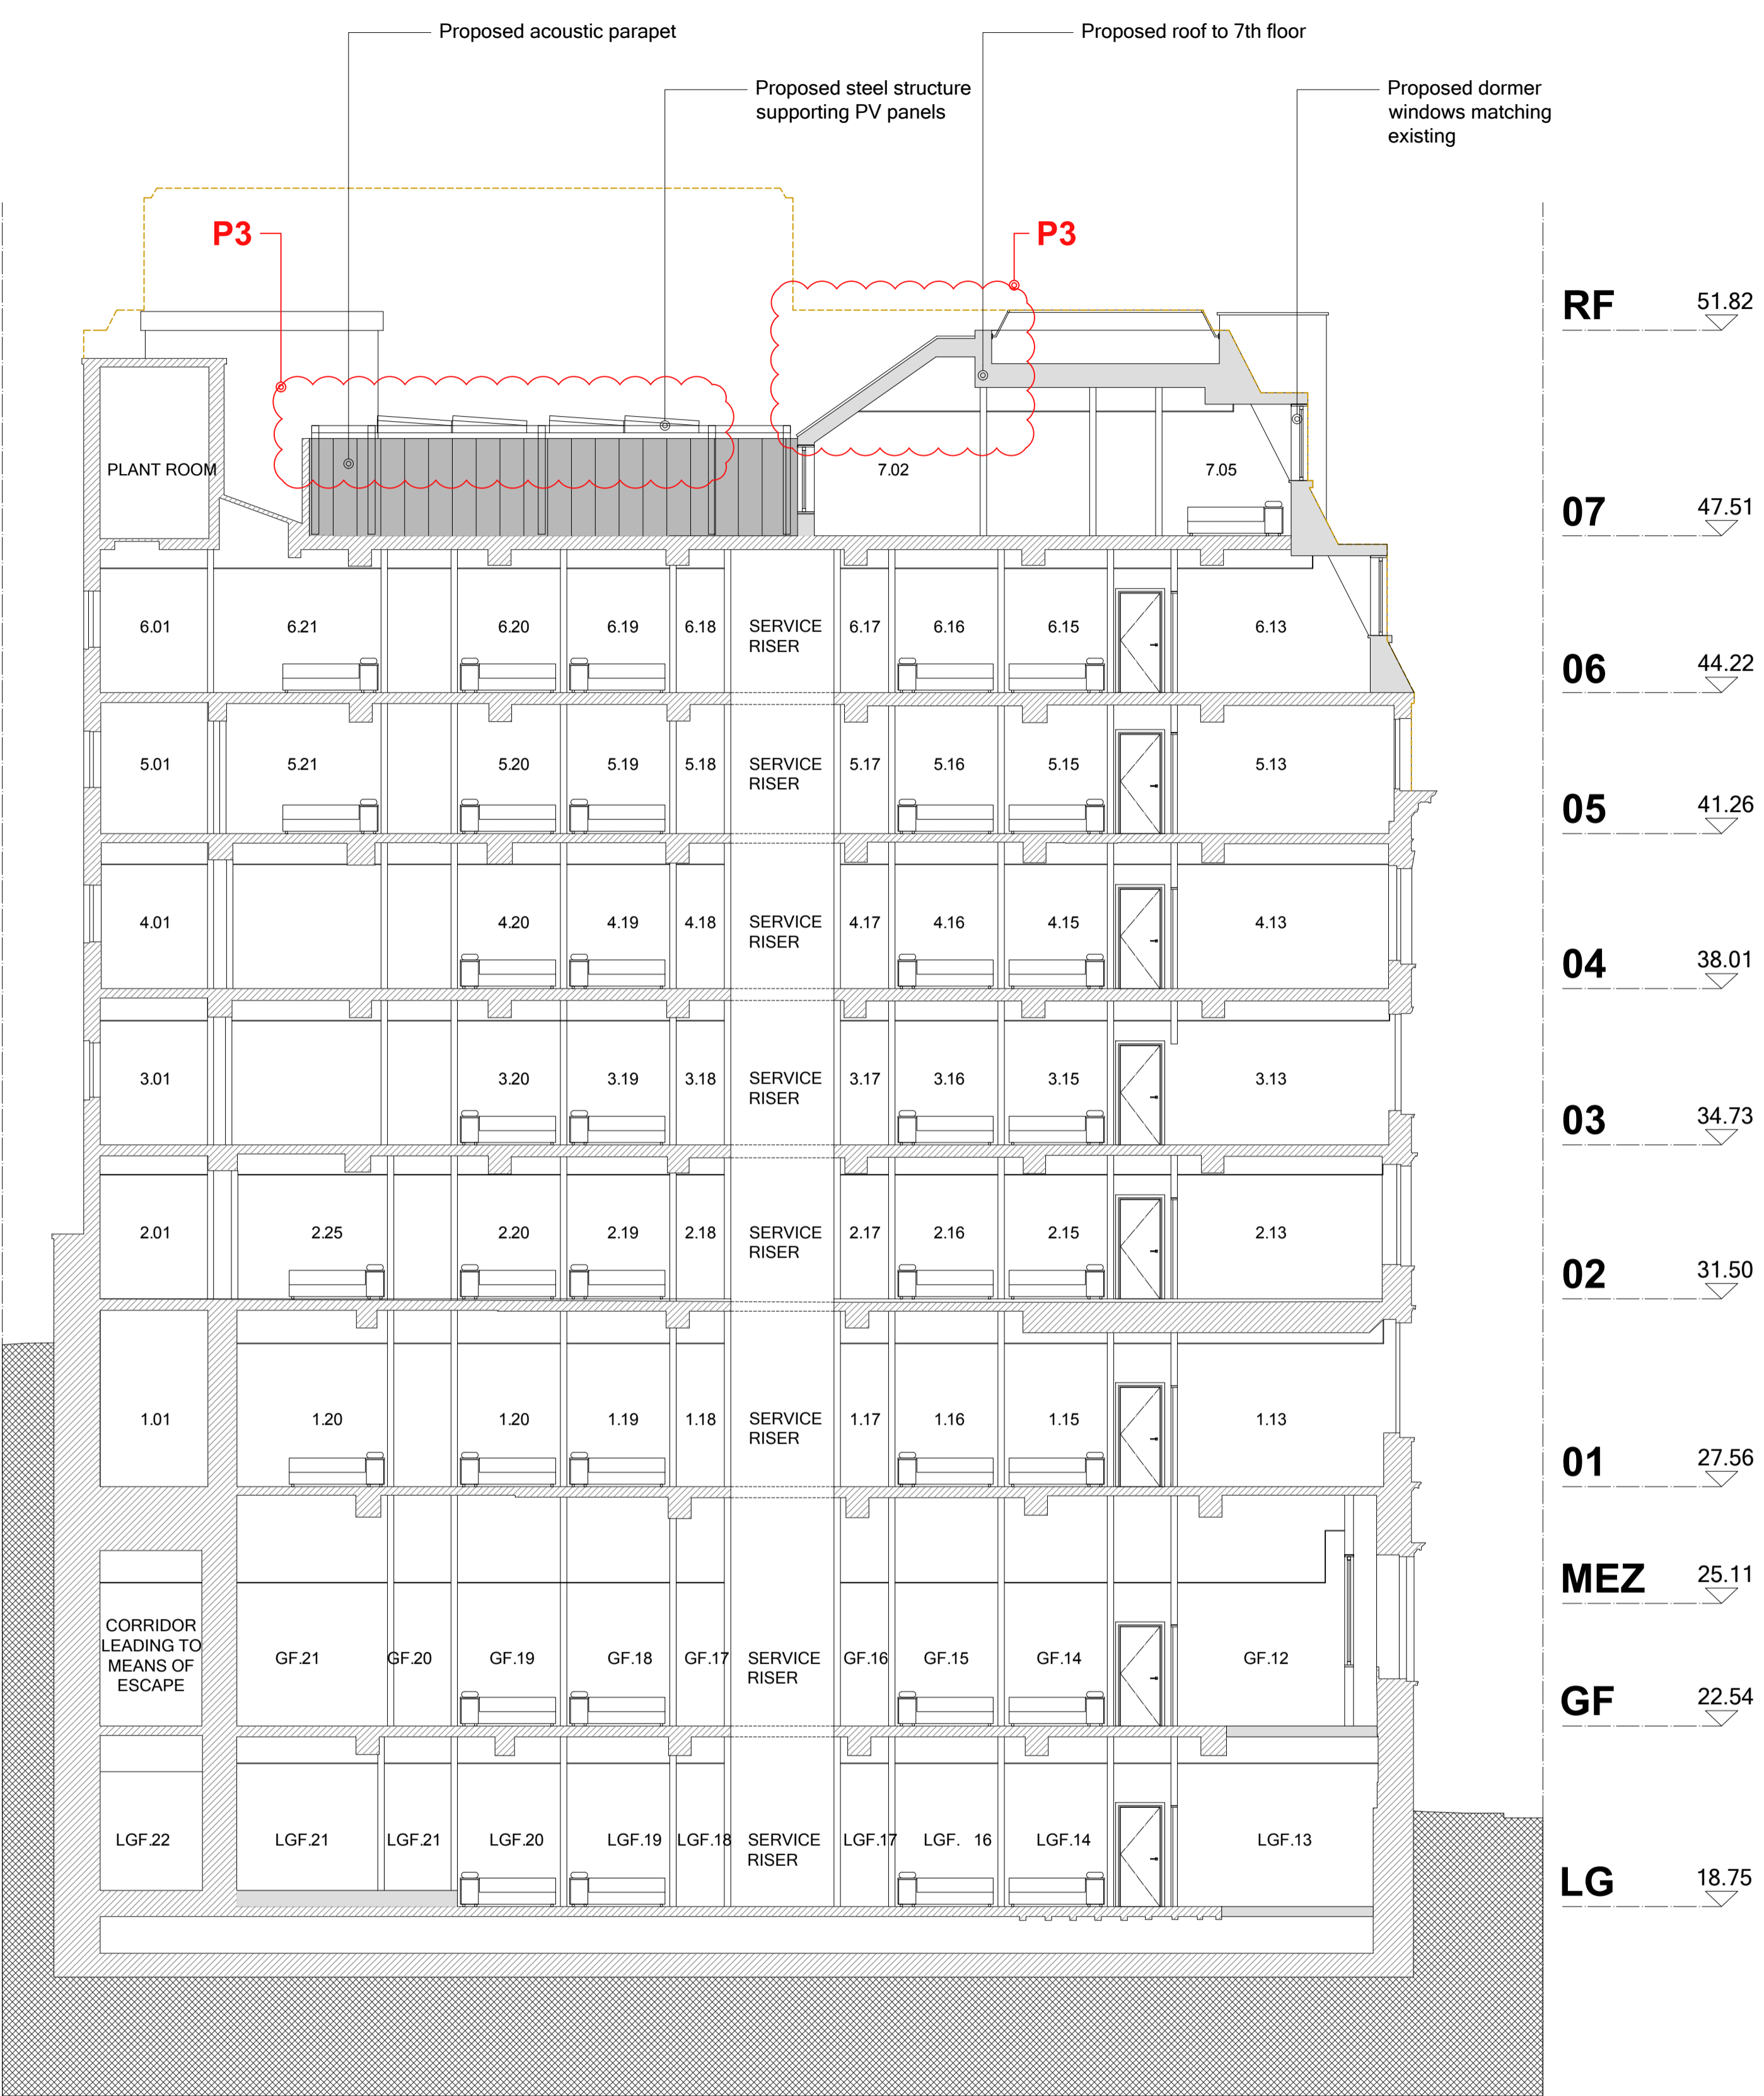 Proposed acoustic parapet
Proposed roof to 7th floor
Proposed steel structure
supporting PV panels
Proposed dormer
windows matching
existing
P3
P3
RF 51.82
PLANT ROOM
7.02
7.05
07 47.51
6.01 6.21 6.20 6.19 6.18 SERVICE 6.17 6.16 6.15 6.13
RISER
06 44.22
5.01 5.21 5.20 5.19 5.18 SERVICE 5.17 5.16 5.15 5.13
RISER
05 41.26
4.01 4.20 4.19 4.18 SERVICE 4.17 4.16 4.15 4.13
RISER
04 38.01
3.01 3.20 3.19 3.18 SERVICE 3.17 3.16 3.15 3.13
RISER
03 34.73
2.01 2.25 2.20 2.19 2.18 SERVICE 2.17 2.16 2.15 2.13
RISER
02 31.50
1.01 1.20 1.20 1.19 1.18 SERVICE 1.17 1.16 1.15 1.13
RISER
01 27.56
MEZ 25.11
CORRIDOR
LEADING TO
MEANS OF
ESCAPE
GF.21 GF.20 GF.19 GF.18 GF.17 SERVICE GF.16 GF.15 GF.14 GF.12
RISER
GF 22.54
LGF.22 LGF.21 LGF.21 LGF.20 LGF.19 LGF.18 SERVICE LGF.17 LGF. 16 LGF.14 LGF.13
RISER
LG 18.75